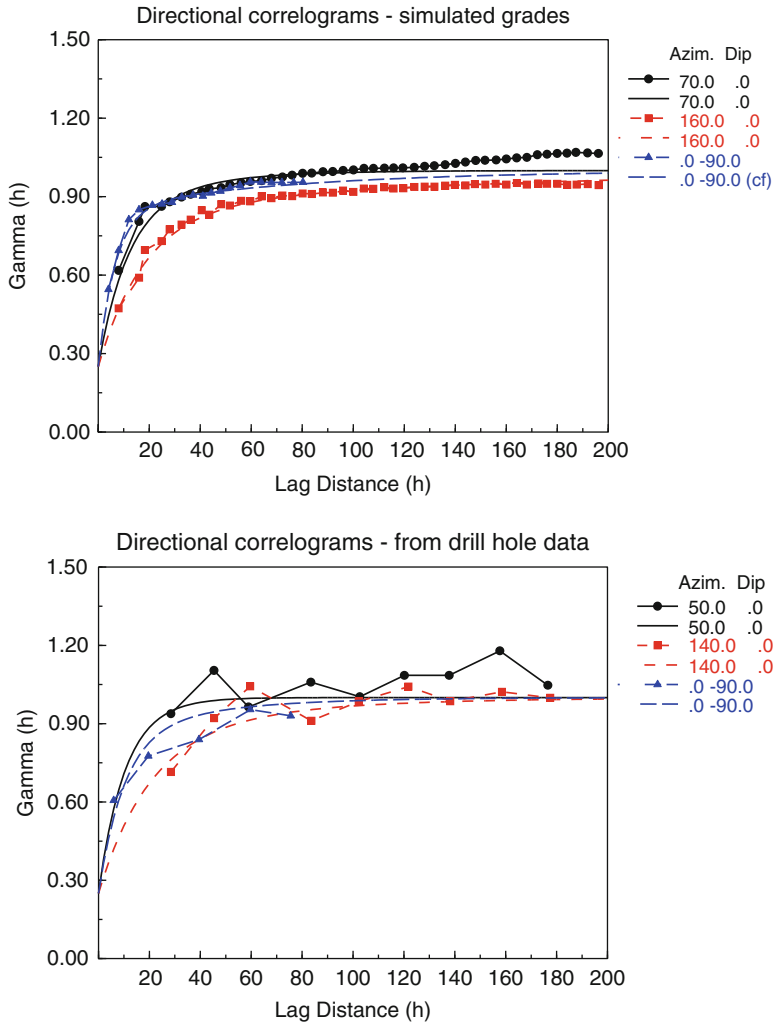 Directional correlograms - simulated grades
1.50
1.20
0.90
0.60
0.30
0.00
Gamma (h)
20 40 60 80 100 120 140 160 180 200
Lag Distance (h)
Azim. Dip
70.0 .0
70.0 .0
160.0 .0
160.0 .0
.0 -90.0
.0 -90.0 (cf)
Directional correlograms - from drill hole data
1.50
1.20
0.90
0.60
0.30
0.00
Gamma (h)
20 40 60 80 100 120 140 160 180 200
Lag Distance (h)
Azim. Dip
50.0 .0
50.0 .0
140.0 .0
140.0 .0
.0 -90.0
.0 -90.0